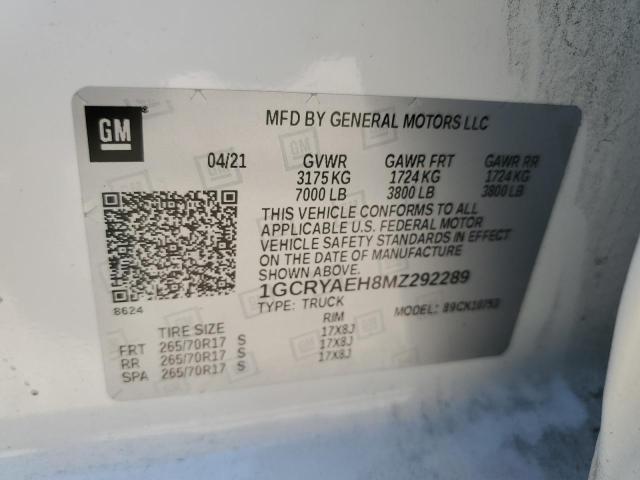 GM
MFD BY GENERAL MOTORS LLC
04/21 GVWR GAWR FRT GAWR RR
3175 KG 1724 KG 1724 KG
7000 LB 3800 LB 3800 LB
THIS VEHICLE CONFORMS TO ALL
APPLICABLE U.S. FEDERAL MOTOR
VEHICLE SAFETY STANDARDS IN EFFECT
ON THE DATE OF MANUFACTURE
SHOWN ABOVE.
1GCRYAEH8MZ292289
8624
TYPE: TRUCK MODEL:
TIRE SIZE RIM
FRT 265/70R17 S 17X8J
RR 265/70R17 S 17X8J
SPA 265/70R17 S 17X8J